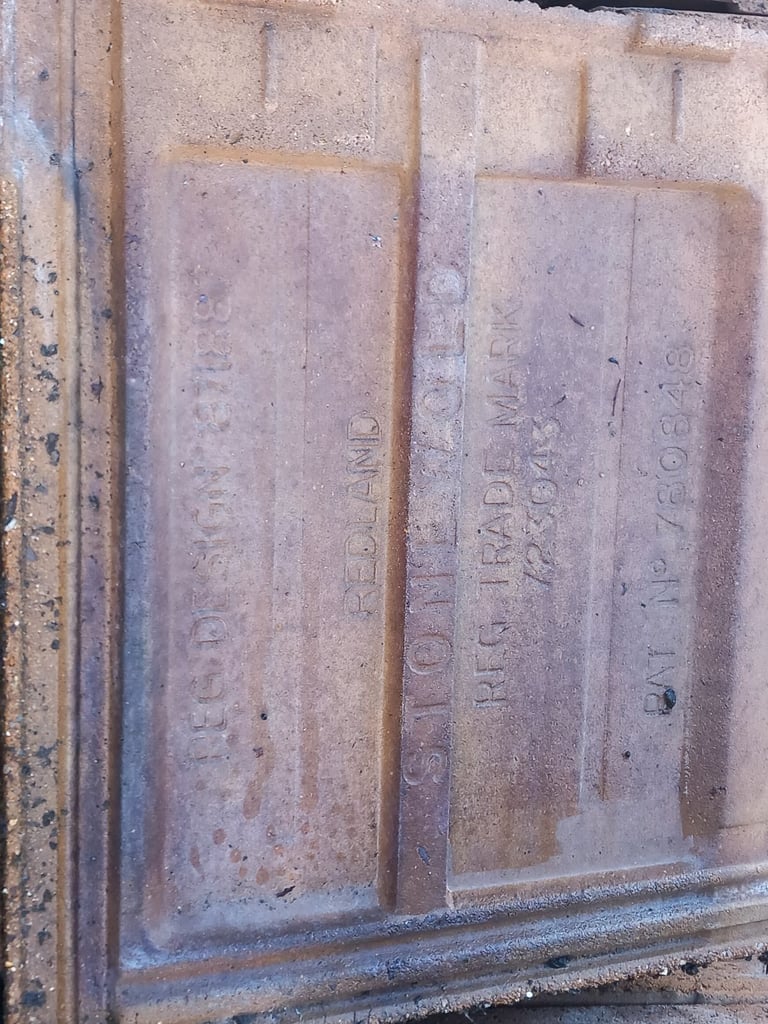 REG. DESIGN 87188
REDLAND
STONEWOLD
REG. TRADE MARK
723043
PAT. Nº 780848